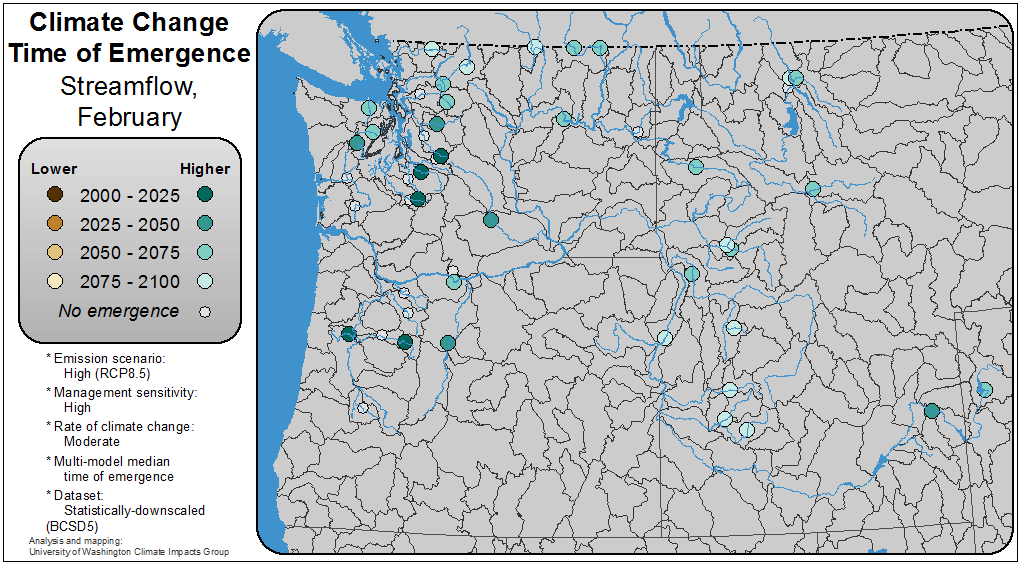 Climate Change
Time of Emergence
Streamflow,
February
Lower Higher
2000 - 2025
2025 - 2050
2050 - 2075
2075 - 2100
No emergence
* Emission scenario:
High (RCP8.5)
* Management sensitivity:
High
* Rate of climate change:
Moderate
* Multi-model median
time of emergence
* Dataset:
Statistically-downscaled
(BCSD5)
Analysis and mapping:
University of Washington Climate Impacts Group